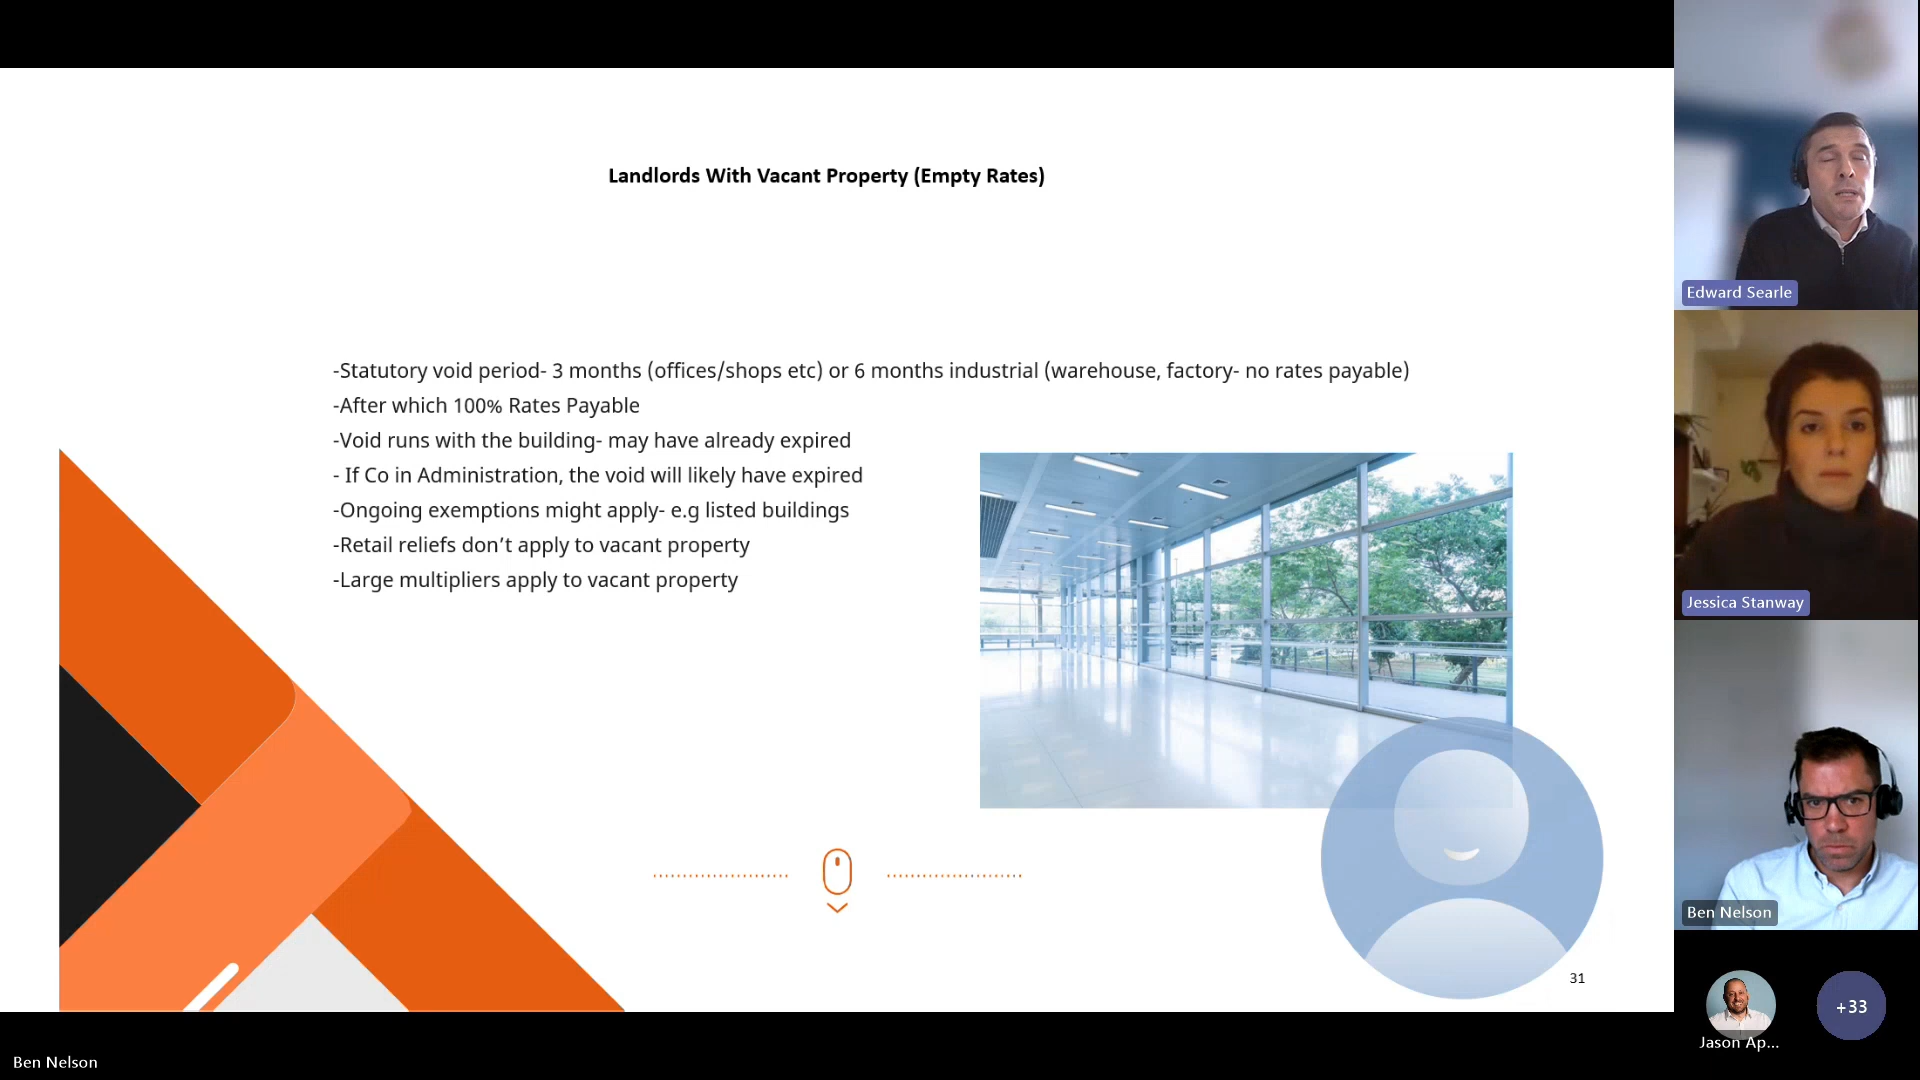 Landlords With Vacant Property (Empty Rates)
-Statutory void period- 3 months (offices/shops etc) or 6 months industrial (warehouse, factory- no rates payable)
-After which 100% Rates Payable
-Void runs with the building- may have already expired
- If Co in Administration, the void will likely have expired
-Ongoing exemptions might apply- e.g listed buildings
-Retail reliefs don’t apply to vacant property
-Large multipliers apply to vacant property
31
Edward Searle
Jessica Stanway
Ben Nelson
Jason Ap...
+33
Ben Nelson